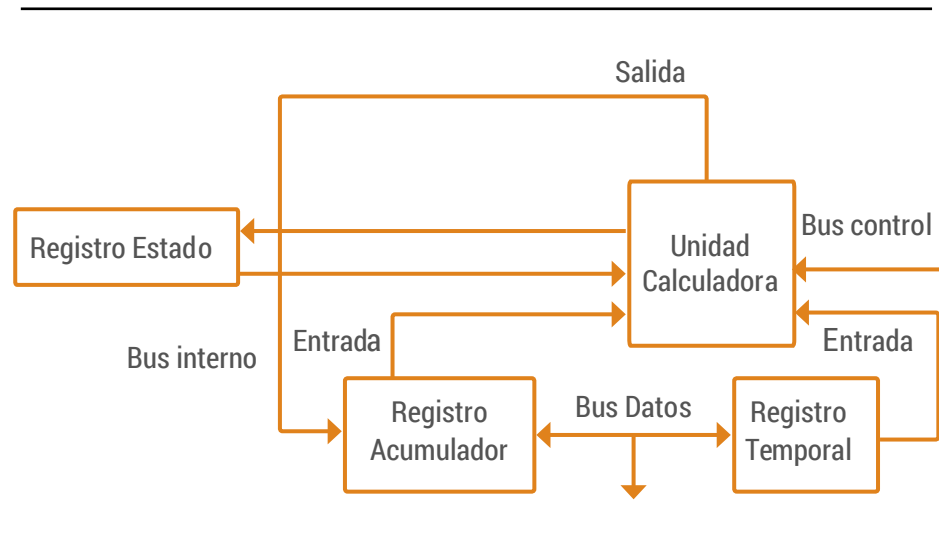 Salida
Registro Estado
Unidad
Calculadora
Bus control
Bus interno
Entrada
Entrada
Registro
Acumulador
Bus Datos
Registro
Temporal